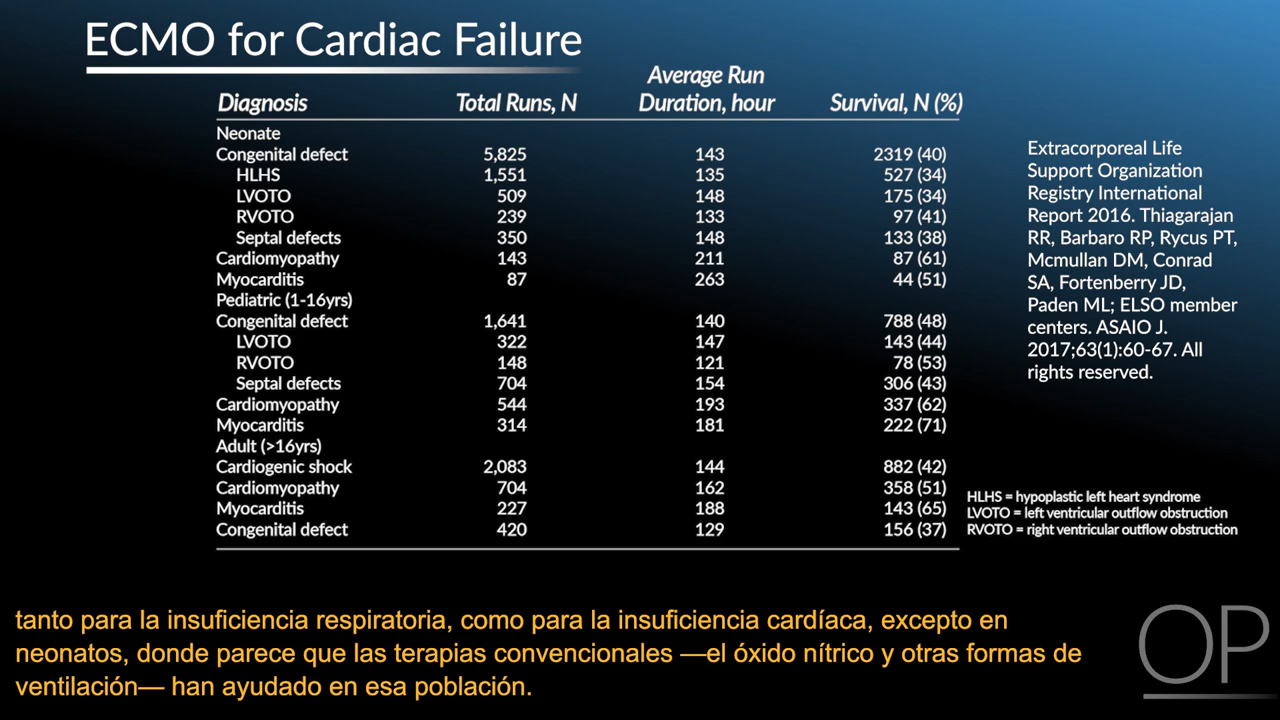 ECMO for Cardiac Failure
Diagnosis Total Runs, N Average Run Duration, hour Survival, N (%)
Neonate
Congenital defect 5,825 143 2319 (40)
HLHS 1,551 135 527 (34)
LVOTO 509 148 175 (34)
RVOTO 239 133 97 (41)
Septal defects 350 148 133 (38)
Cardiomyopathy 143 211 87 (61)
Myocarditis 87 263 44 (51)
Pediatric (1-16yrs)
Congenital defect 1,641 140 788 (48)
LVOTO 322 147 143 (44)
RVOTO 148 121 78 (53)
Septal defects 704 154 306 (43)
Cardiomyopathy 544 193 337 (62)
Myocarditis 314 181 222 (71)
Adult (>16yrs)
Cardiogenic shock 2,083 144 882 (42)
Cardiomyopathy 704 162 358 (51)
Myocarditis 227 188 143 (65)
Congenital defect 420 129 156 (37)
Extracorporeal Life
Support Organization
Registry International
Report 2016. Thiagarajan
RR, Barbaro RP, Rycus PT,
Mcmullan DM, Conrad
SA, Fortenberry JD,
Paden ML; ELSO member
centers. ASAIO J.
2017;63(1):60-67. All
rights reserved.
HLHS = hypoplastic left heart syndrome
LVOTO = left ventricular outflow obstruction
RVOTO = right ventricular outflow obstruction
tanto para la insuficiencia respiratoria, como para la insuficiencia cardíaca, excepto en
neonatos, donde parece que las terapias convencionales —el óxido nítrico y otras formas de
ventilación— han ayudado en esa población.
OP